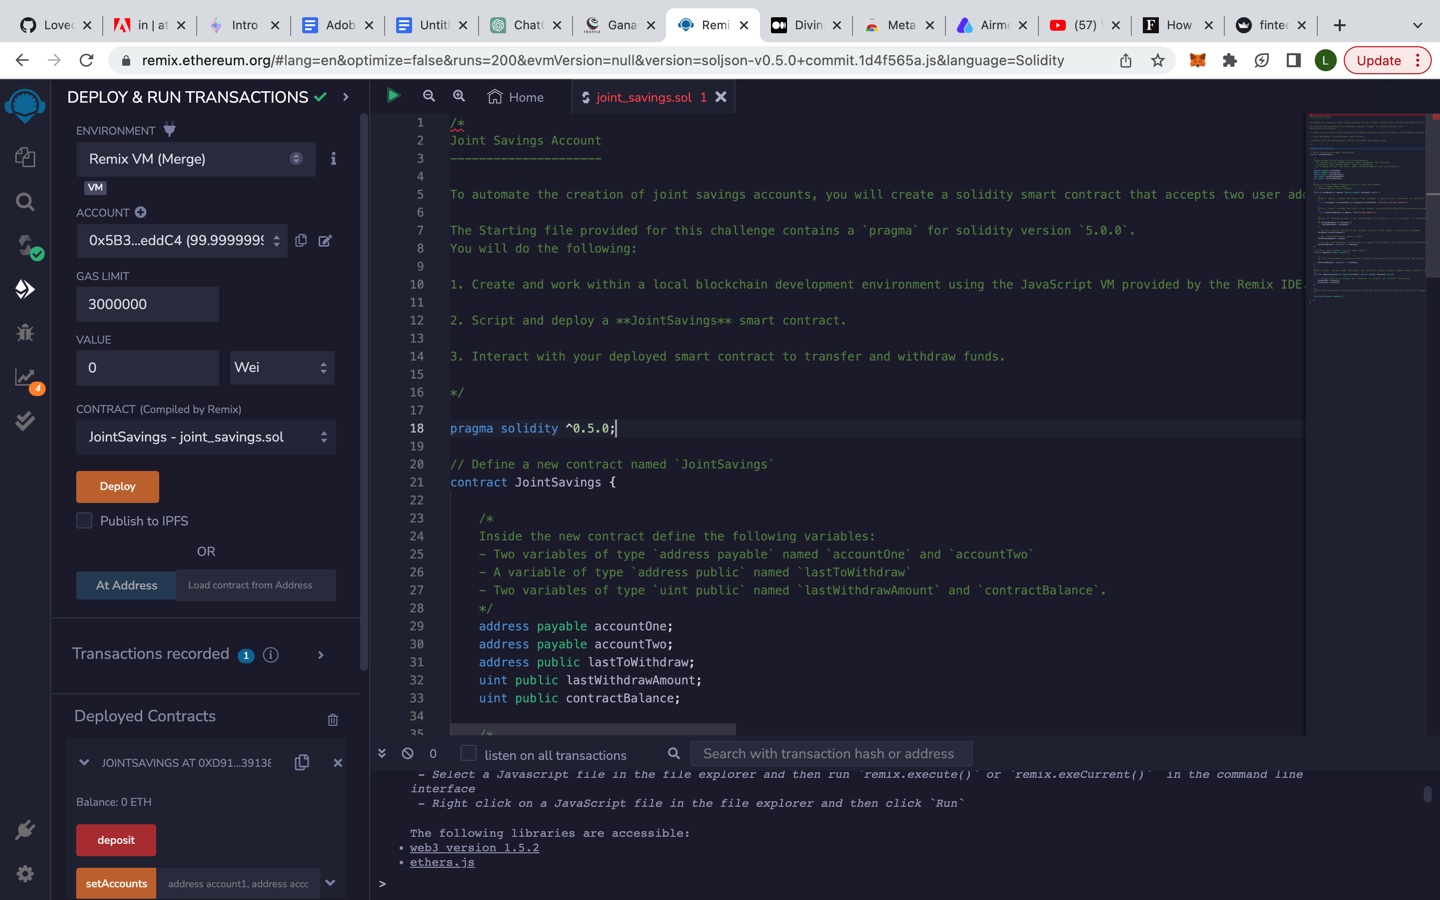 Lovec
in | at
Intro
Adob
Untitl
ChatG
Gana
Remi
Divin
Meta
Airme
(57)
How
fintec
remix.ethereum.org/#lang=en&optimize=false&runs=200&evmVersion=null&version=soljson-v0.5.0+commit.1d4f565a.js&language=Solidity
L
Update
DEPLOY & RUN TRANSACTIONS
Home
joint_savings.sol 1
ENVIRONMENT
Remix VM (Merge)
VM
ACCOUNT
0x5B3...eddC4 (99.9999999
GAS LIMIT
3000000
VALUE
0
Wei
4
CONTRACT (Compiled by Remix)
JointSavings - joint_savings.sol
Deploy
Publish to IPFS
OR
At Address
Load contract from Address
Transactions recorded 1
Deployed Contracts
JOINTSAVINGS AT 0XD91...39138
Balance: 0 ETH
deposit
setAccounts
address account1, address acc
1 /*
2 Joint Savings Account
3 ---------------------
4
5 To automate the creation of joint savings accounts, you will create a solidity smart contract that accepts two user add
6
7 The Starting file provided for this challenge contains a `pragma` for solidity version `5.0.0`.
8 You will do the following:
9
10 1. Create and work within a local blockchain development environment using the JavaScript VM provided by the Remix IDE.
11
12 2. Script and deploy a **JointSavings** smart contract.
13
14 3. Interact with your deployed smart contract to transfer and withdraw funds.
15
16 */
17
18 pragma solidity ^0.5.0;
19
20 // Define a new contract named `JointSavings`
21 contract JointSavings {
22
23 /*
24 Inside the new contract define the following variables:
25 - Two variables of type `address payable` named `accountOne` and `accountTwo`
26 - A variable of type `address public` named `lastToWithdraw`
27 - Two variables of type `uint public` named `lastWithdrawAmount` and `contractBalance`.
28 */
29 address payable accountOne;
30 address payable accountTwo;
31 address public lastToWithdraw;
32 uint public lastWithdrawAmount;
33 uint public contractBalance;
34
35 /*
0
listen on all transactions
Search with transaction hash or address
- Select a Javascript file in the file explorer and then run `remix.execute()` or `remix.exeCurrent()` in the command line
interface
- Right click on a JavaScript file in the file explorer and then click `Run`
The following libraries are accessible:
• web3 version 1.5.2
• ethers.js
>